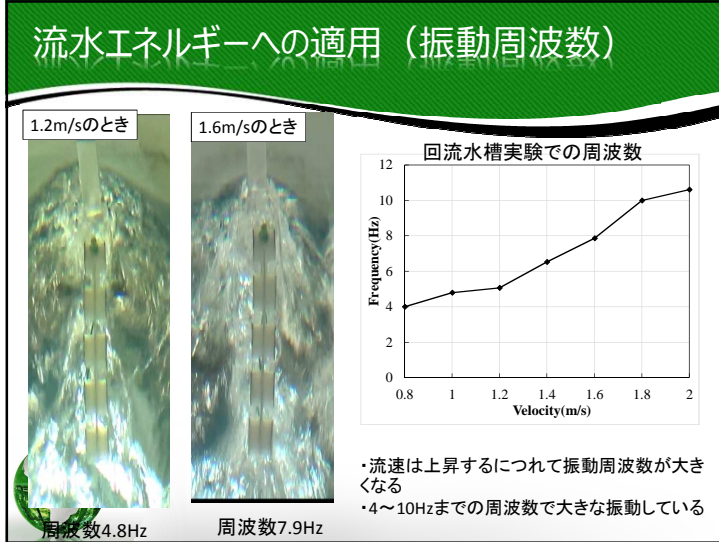 流水エネルギーへの適用（振動周波数）
1.2m/sのとき
1.6m/sのとき
周波数4.8Hz
周波数7.9Hz
回流水槽実験での周波数
Frequency(Hz)
12
10
8
6
4
2
0
0.8 1 1.2 1.4 1.6 1.8 2
Velocity(m/s)
・流速は上昇するにつれて振動周波数が大き
くなる
・4～10Hzまでの周波数で大きな振動している